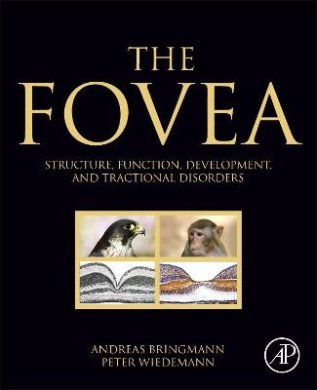 THE
FOVEA
STRUCTURE, FUNCTION, DEVELOPMENT,
AND TRACTIONAL DISORDERS
ANDREAS BRINGMANN
PETER WIEDEMANN
AP